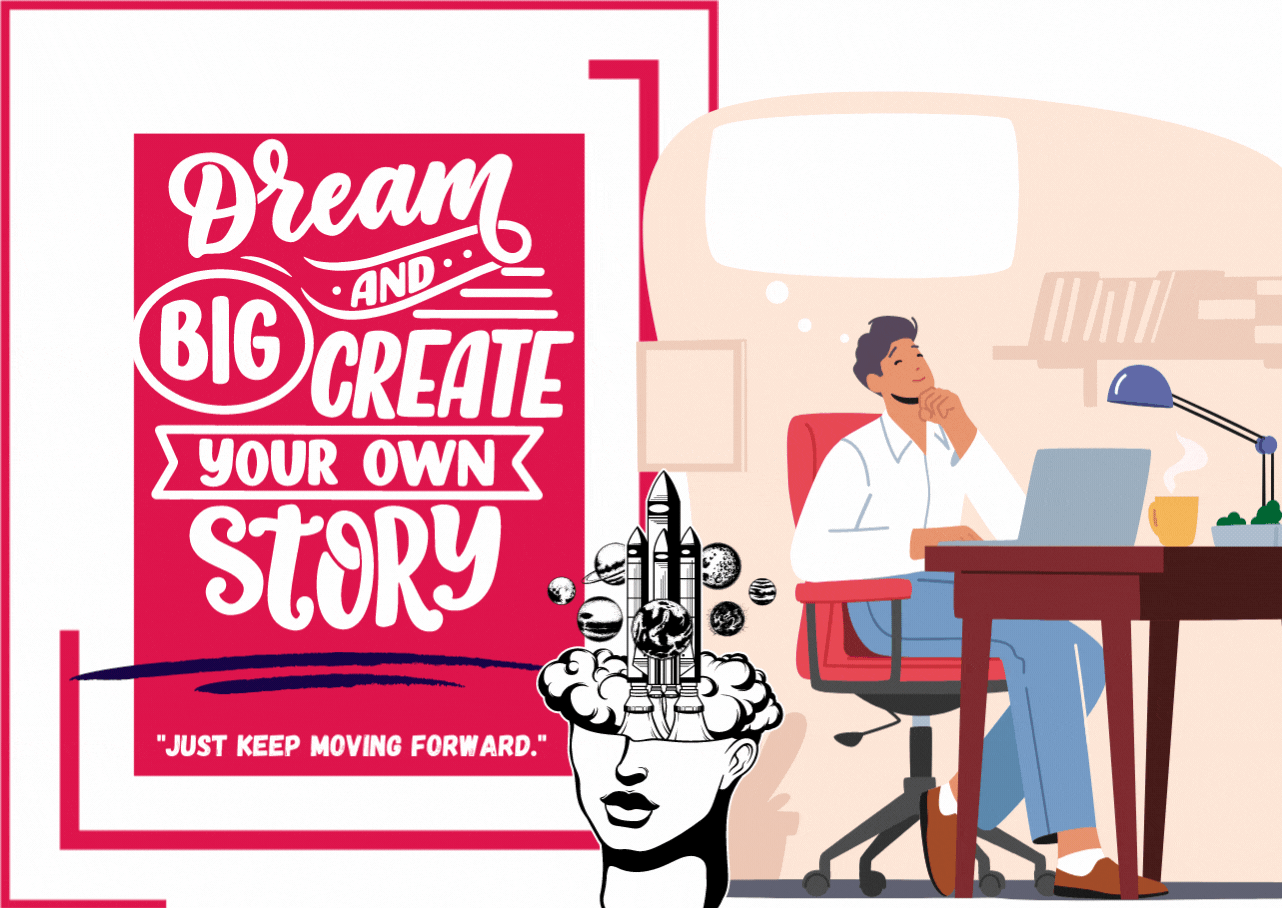 Dream
AND
BIG
CREATE
YOUR OWN
STORY
"JUST KEEP MOVING FORWARD."